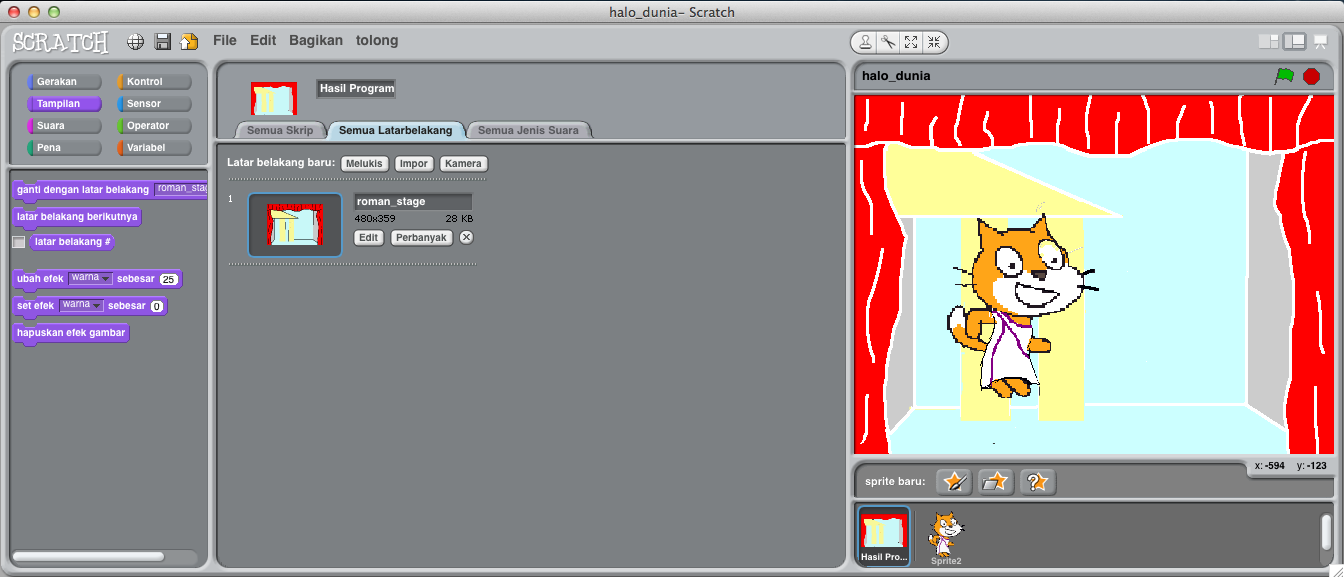 halo_dunia- Scratch
SCRATCH File Edit Bagikan tolong
Gerakan Kontrol
Tampilan Sensor
Suara Operator
Pena Variabel
ganti dengan latar belakang roman_stag
latar belakang berikutnya
latar belakang #
ubah efek warna sebesar 25
set efek warna sebesar 0
hapuskan efek gambar
Hasil Program
Semua Skrip Semua Latarbelakang Semua Jenis Suara
Latar belakang baru: Melukis Impor Kamera
1
roman_stage
480x359 28 KB
Edit Perbanyak
halo_dunia
x: -594 y: -123
sprite baru:
Hasil Pro...
Sprite2